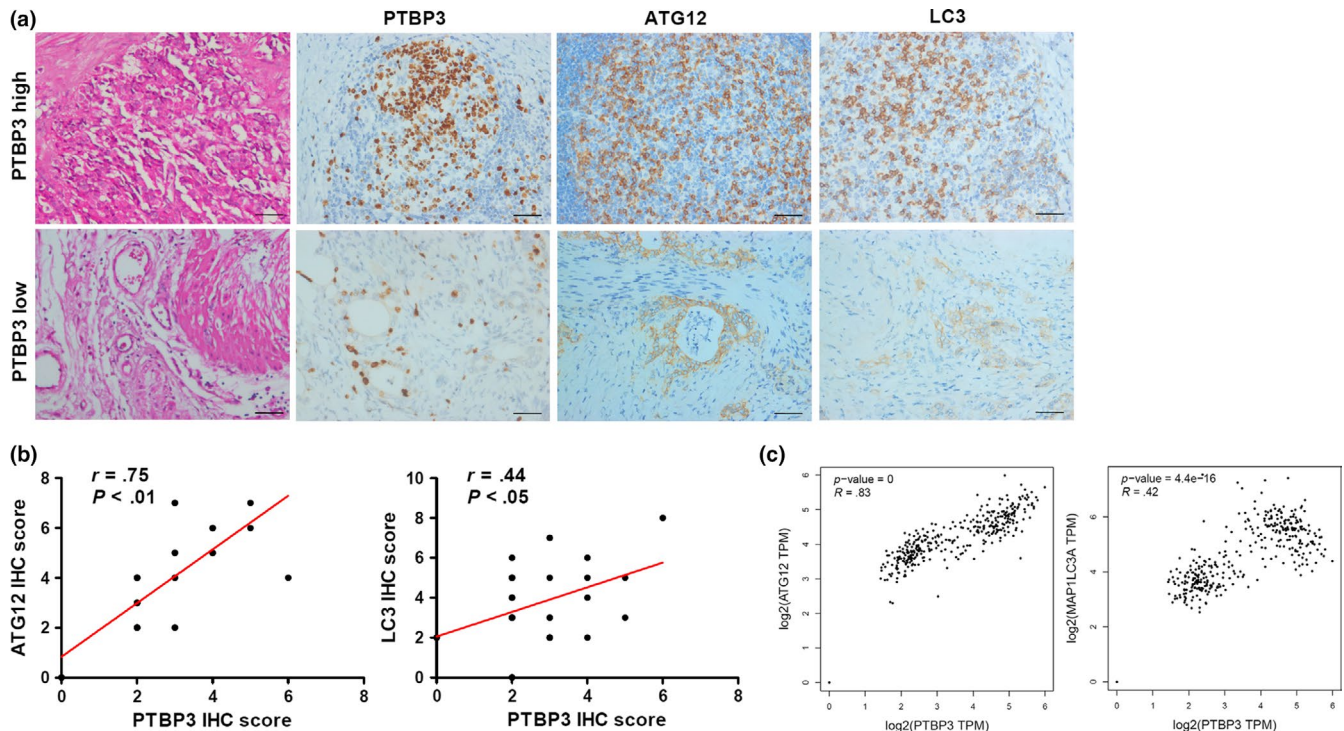 (a)
PTBP3
ATG12
LC3
PTBP3 high
PTBP3 low
(b)
r = .75
P < .01
ATG12 IHC score
8
6
4
2
0
0
2
4
6
8
PTBP3 IHC score
r = .44
P < .05
LC3 IHC score
10
8
6
4
2
0
0
2
4
6
8
PTBP3 IHC score
(c)
p-value = 0
R = .83
log2(ATG12 TPM)
6
5
4
3
2
1
0
0
1
2
3
4
5
6
log2(PTBP3 TPM)
p-value = 4.4e-16
R = .42
log2(MAP1LC3A TPM)
6
4
2
0
0
1
2
3
4
5
6
log2(PTBP3 TPM)